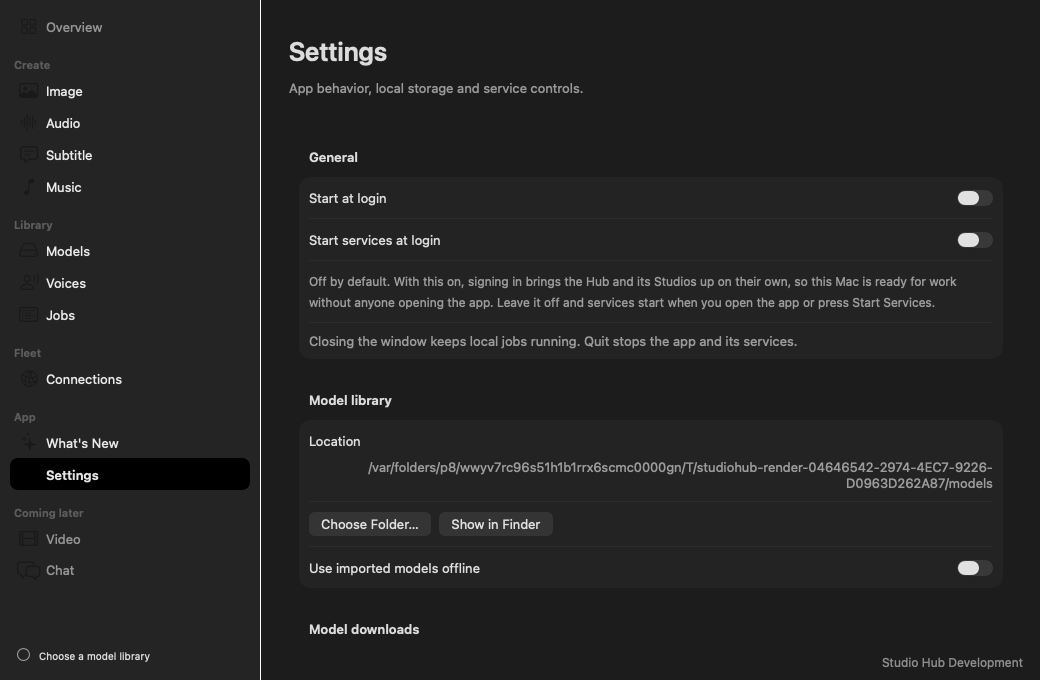 Overview
Create
Image
Audio
Subtitle
Music
Library
Models
Voices
Jobs
Fleet
Connections
App
What's New
Settings
Coming later
Video
Chat
Choose a model library
Settings
App behavior, local storage and service controls.
General
Start at login
Start services at login
Off by default. With this on, signing in brings the Hub and its Studios up on their own, so this Mac is ready for work
without anyone opening the app. Leave it off and services start when you open the app or press Start Services.
Closing the window keeps local jobs running. Quit stops the app and its services.
Model library
Location
/var/folders/p8/wwyv7rc96s51h1b1rrx6scmc0000gn/T/studiohub-render-04646542-2974-4EC7-9226-
D0963D262A87/models
Choose Folder...
Show in Finder
Use imported models offline
Model downloads
Studio Hub Development